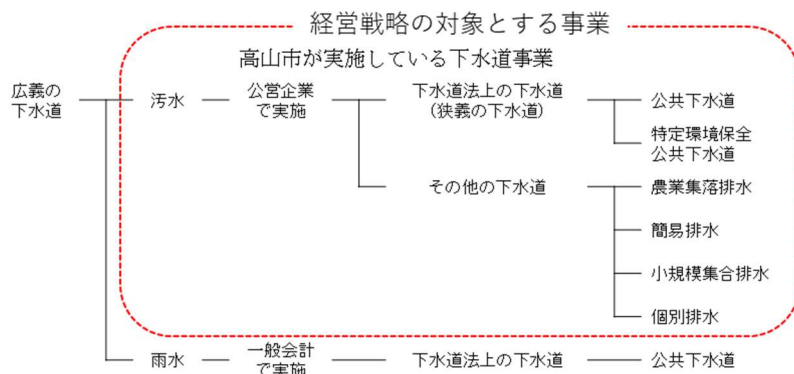 経営戦略の対象とする事業
高山市が実施している下水道事業
広義の
下水道
汚水
公営企業
で実施
下水道法上の下水道
(狭義の下水道)
公共下水道
特定環境保全
公共下水道
その他の下水道
農業集落排水
簡易排水
小規模集合排水
個別排水
雨水
一般会計
で実施
下水道法上の下水道
公共下水道